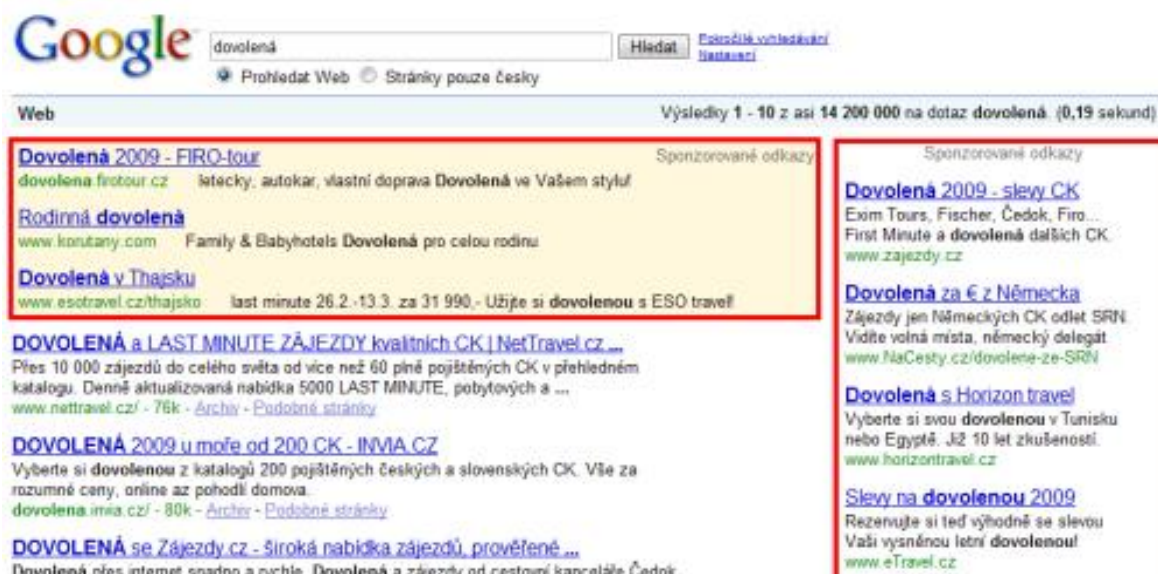 Google
dovolená
Hledat
Pokročilé vyhledávání
Nastavení
Prohledat Web
Stránky pouze česky
Web
Výsledky 1 - 10 z asi 14 200 000 na dotaz dovolená. (0,19 sekund)
Dovolená 2009 - FIRO-tour
Sponzorované odkazy
dovolena.firotour.cz letecky, autokar, vlastní doprava Dovolená ve Vašem stylu!
Rodinná dovolená
www.korutany.com Family & Babyhotels Dovolená pro celou rodinu
Dovolená v Thajsku
www.esotravel.cz/thajsko last minute 26.2.-13.3. za 31 990,- Užijte si dovolenou s ESO travel!
DOVOLENÁ a LAST MINUTE ZÁJEZDY kvalitních CK | NetTravel.cz ...
Přes 10 000 zájezdů do celého světa od více než 60 plně pojištěných CK v přehledném
katalogu. Denně aktualizovaná nabídka 5000 LAST MINUTE, pobytových a ...
www.nettravel.cz/ - 76k - Archiv - Podobné stránky
DOVOLENÁ 2009 u moře od 200 CK - INVIA.CZ
Vyberte si dovolenou z katalogů 200 pojištěných českých a slovenských CK. Vše za
rozumné ceny, online az pohodlí domova.
dovolena.invia.cz/ - 80k - Archiv - Podobné stránky
DOVOLENÁ se Zájezdy.cz - široká nabídka zájezdů, prověřené ...
Dovolená přes internet snadno a rychle. Dovolená a zájezdy od cestovní kanceláře Čedok,
Sponzorované odkazy
Dovolená 2009 - slevy CK
Exim Tours, Fischer, Čedok, Firo...
First Minute a dovolená dalších CK.
www.zajezdy.cz
Dovolená za € z Německa
Zájezdy jen Německých CK odlet SRN.
Vidíte volná místa, německý delegát
www.NaCesty.cz/dovolene-ze-SRN
Dovolená s Horizon travel
Vyberte si svou dovolenou v Tunisku
nebo Egyptě. Již 10 let zkušeností.
www.horizontravel.cz
Slevy na dovolenou 2009
Rezervujte si teď výhodně se slevou
Vaši vysněnou letní dovolenou!
www.eTravel.cz